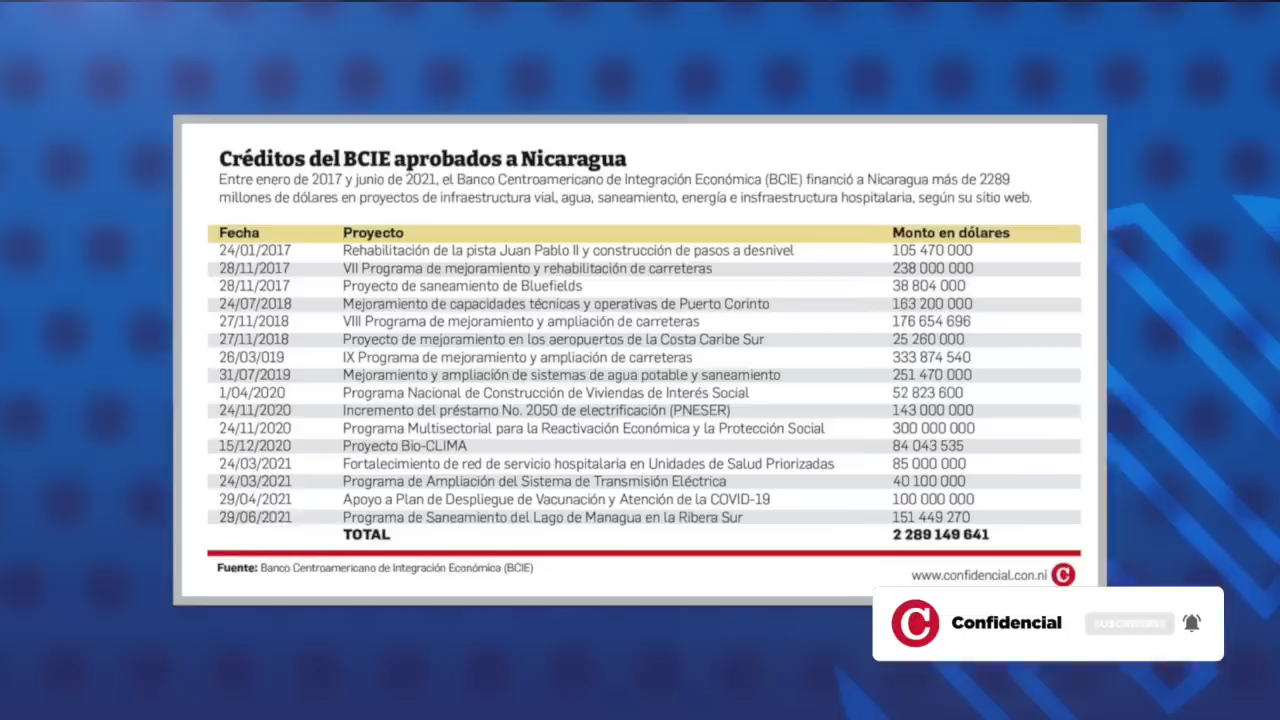 Créditos del BCIE aprobados a Nicaragua
Entre enero de 2017 y junio de 2021, el Banco Centroamericano de Integración Económica (BCIE) financió a Nicaragua más de 2289
millones de dólares en proyectos de infraestructura vial, agua, saneamiento, energía e insfraestructura hospitalaria, según su sitio web.
Fecha Proyecto Monto en dólares
24/01/2017 Rehabilitación de la pista Juan Pablo II y construcción de pasos a desnivel 105 470 000
28/11/2017 VII Programa de mejoramiento y rehabilitación de carreteras 238 000 000
28/11/2017 Proyecto de saneamiento de Bluefields 38 804 000
24/07/2018 Mejoramiento de capacidades técnicas y operativas de Puerto Corinto 163 200 000
27/11/2018 VIII Programa de mejoramiento y ampliación de carreteras 176 654 696
27/11/2018 Proyecto de mejoramiento en los aeropuertos de la Costa Caribe Sur 25 260 000
26/03/019 IX Programa de mejoramiento y ampliación de carreteras 333 874 540
31/07/2019 Mejoramiento y ampliación de sistemas de agua potable y saneamiento 251 470 000
1/04/2020 Programa Nacional de Construcción de Viviendas de Interés Social 52 823 600
24/11/2020 Incremento del préstamo No. 2050 de electrificación (PNESER) 143 000 000
24/11/2020 Programa Multisectorial para la Reactivación Económica y la Protección Social 300 000 000
15/12/2020 Proyecto Bio-CLIMA 84 043 535
24/03/2021 Fortalecimiento de red de servicio hospitalaria en Unidades de Salud Priorizadas 85 000 000
24/03/2021 Programa de Ampliación del Sistema de Transmisión Eléctrica 40 100 000
29/04/2021 Apoyo a Plan de Despliegue de Vacunación y Atención de la COVID-19 100 000 000
29/06/2021 Programa de Saneamiento del Lago de Managua en la Ribera Sur 151 449 270
TOTAL 2 289 149 641
Fuente: Banco Centroamericano de Integración Económica (BCIE)
www.confidencial.con.ni C
C Confidencial